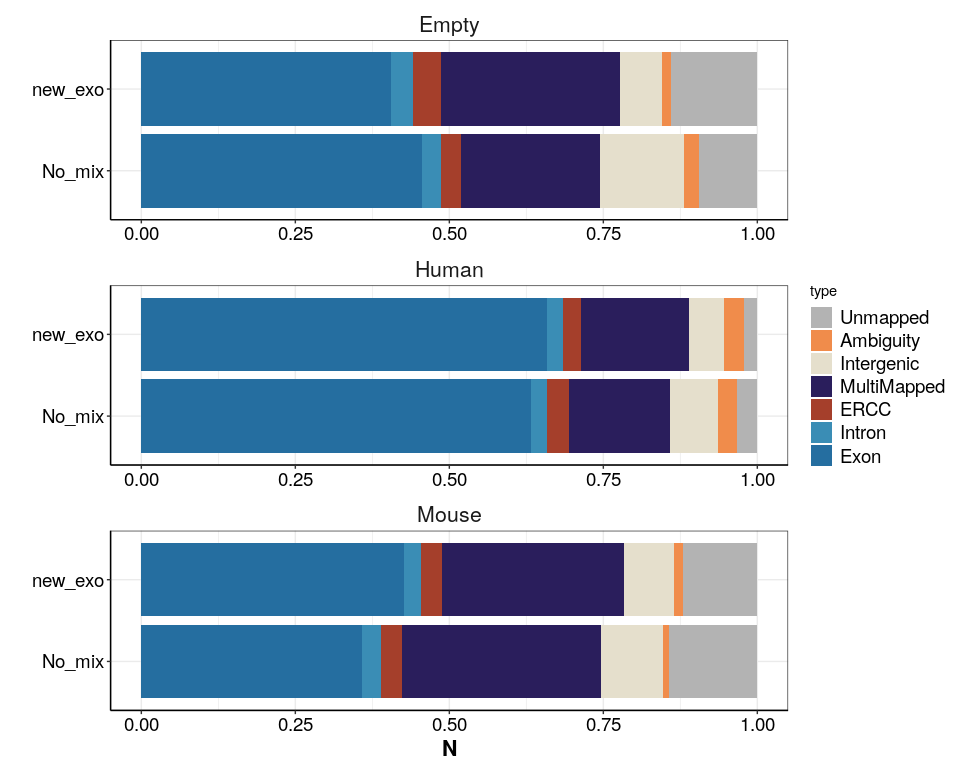 Empty
new_exo
No_mix
0.00 0.25 0.50 0.75 1.00
Human
new_exo
No_mix
0.00 0.25 0.50 0.75 1.00
Mouse
new_exo
No_mix
0.00 0.25 0.50 0.75 1.00
N
type
Unmapped
Ambiguity
Intergenic
MultiMapped
ERCC
Intron
Exon